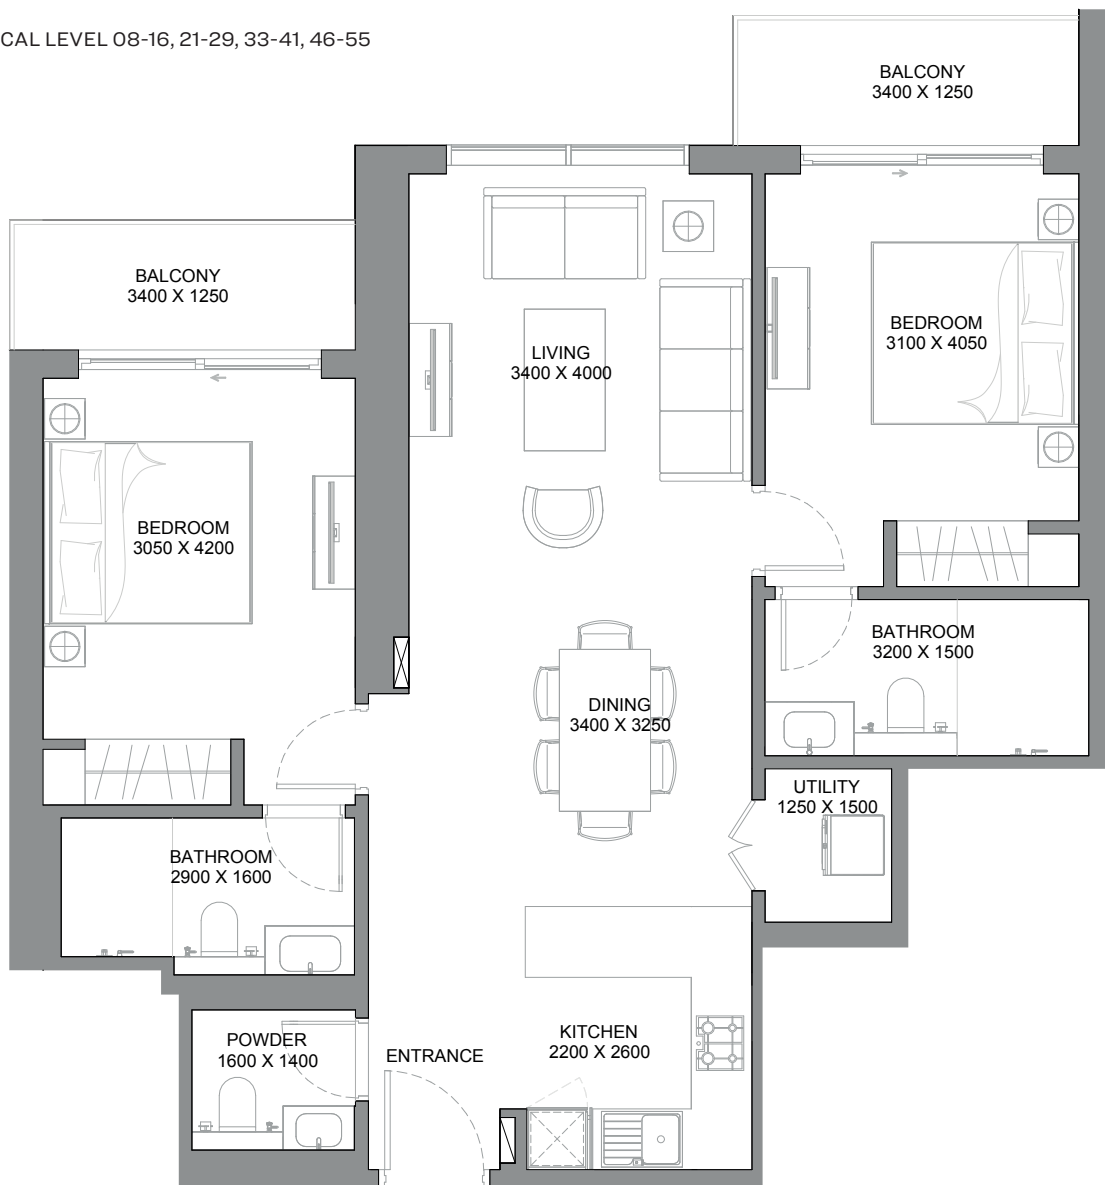 CAL LEVEL 08-16, 21-29, 33-41, 46-55
BALCONY
3400 X 1250
BALCONY
3400 X 1250
LIVING
3400 X 4000
BEDROOM
3100 X 4050
BEDROOM
3050 X 4200
BATHROOM
3200 X 1500
DINING
3400 X 3250
UTILITY
1250 X 1500
BATHROOM
2900 X 1600
POWDER
1600 X 1400
ENTRANCE
KITCHEN
2200 X 2600